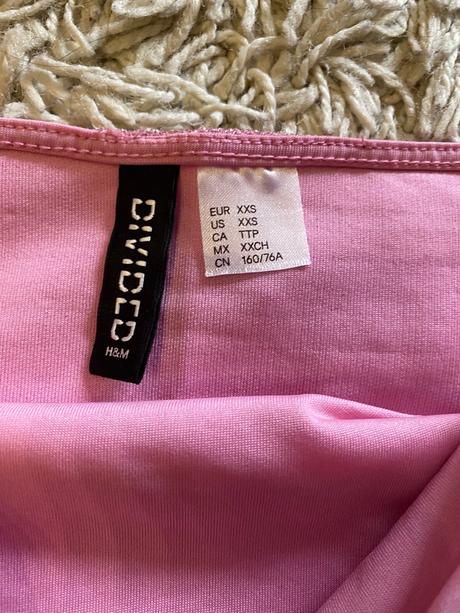 DIVIDED
H&M
EUR XXS
US XXS
CA TTP
MX XXCH
CN 160/76A